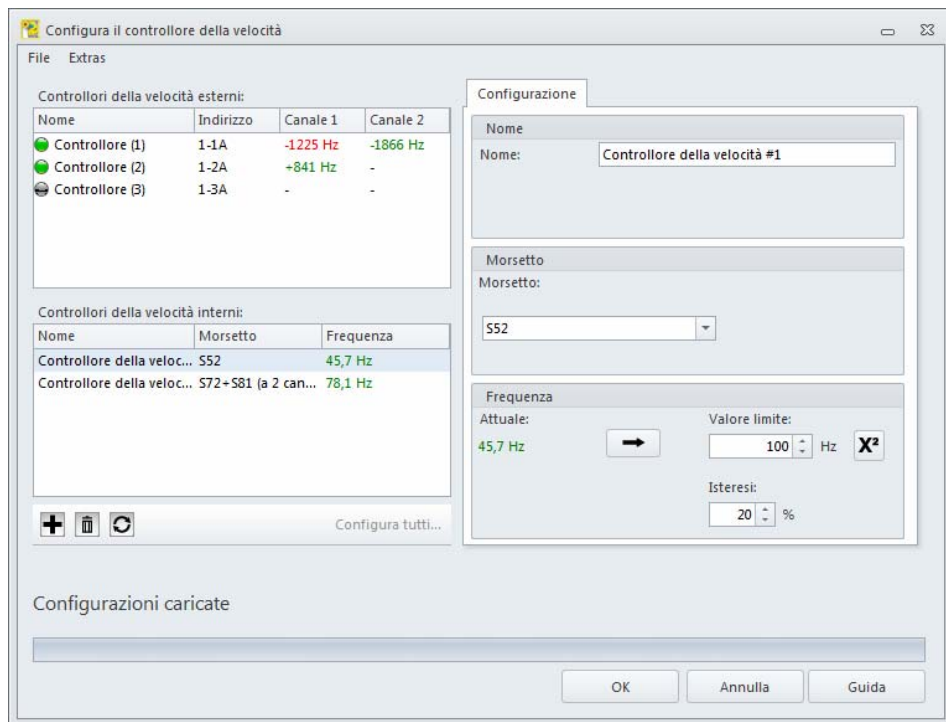 Configura il controllore della velocità
File Extras
Controllori della velocità esterni:
Nome Indirizzo Canale 1 Canale 2
Controllore (1) 1-1A -1225 Hz -1866 Hz
Controllore (2) 1-2A +841 Hz -
Controllore (3) 1-3A - -
Controllori della velocità interni:
Nome Morsetto Frequenza
Controllore della veloc... S52 45,7 Hz
Controllore della veloc... S72+S81 (a 2 can... 78,1 Hz
Configura tutti...
Configurazione
Nome
Nome: Controllore della velocità #1
Morsetto
Morsetto:
S52
Frequenza
Attuale: Valore limite:
45,7 Hz 100 Hz X²
Isteresi:
20 %
Configurazioni caricate
OK Annulla Guida